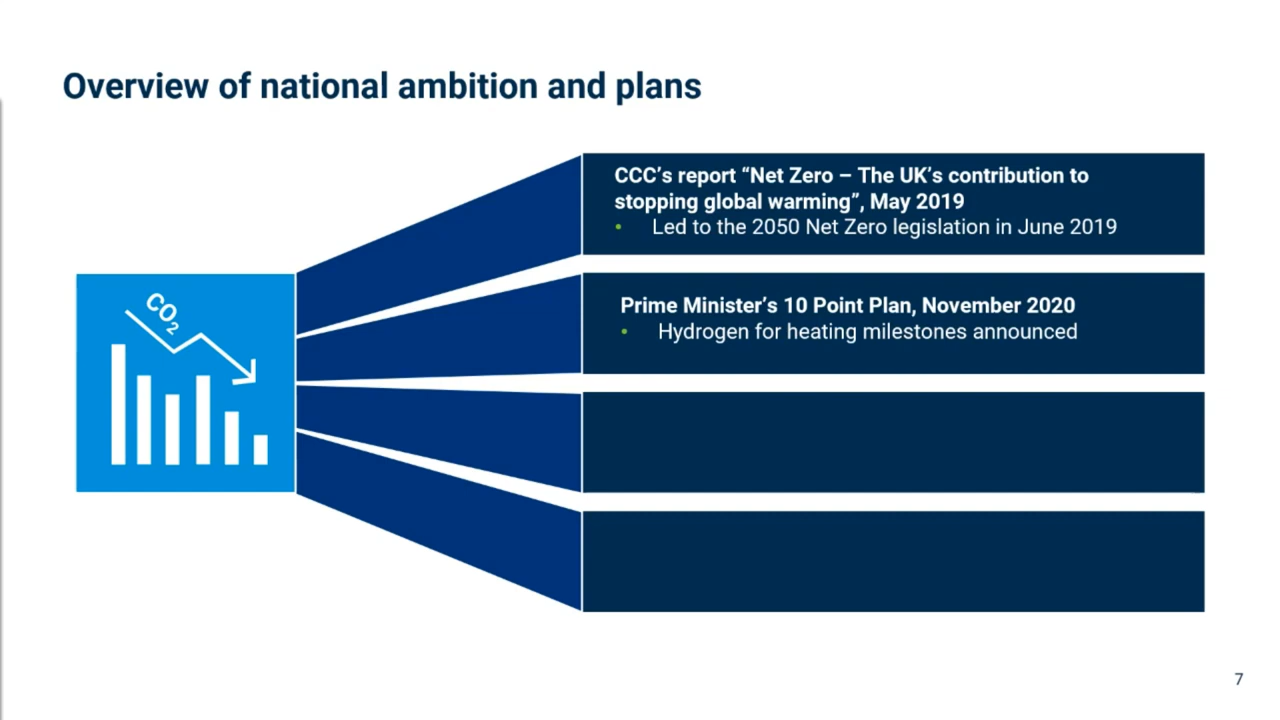 Overview of national ambition and plans
CCC’s report “Net Zero – The UK’s contribution to
stopping global warming”, May 2019
• Led to the 2050 Net Zero legislation in June 2019
Prime Minister’s 10 Point Plan, November 2020
• Hydrogen for heating milestones announced
CO2
7